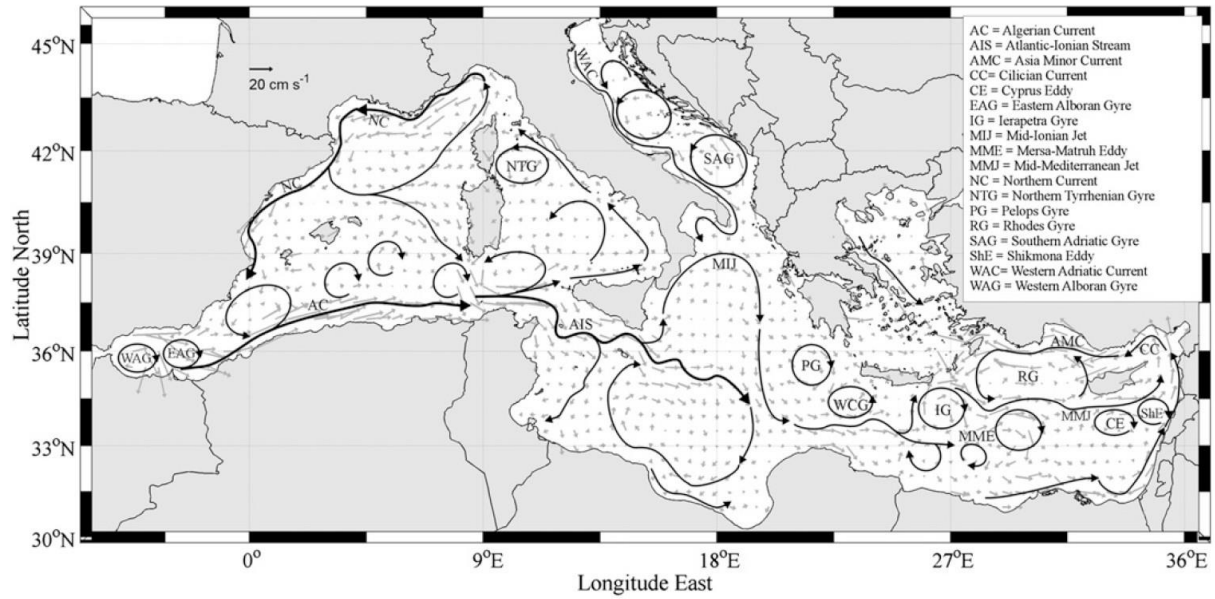 45°N
42°N
39°N
36°N
33°N
30°N
Latitude North
0°
9°E
18°E
27°E
36°E
Longitude East
20 cm s⁻¹
AC = Algerian Current
AIS = Atlantic-Ionian Stream
AMC = Asia Minor Current
CC= Cilician Current
CE = Cyprus Eddy
EAG = Eastern Alboran Gyre
IG = Ierapetra Gyre
MIJ = Mid-Ionian Jet
MME = Mersa-Matruh Eddy
MMJ = Mid-Mediterranean Jet
NC = Northern Current
NTG = Northern Tyrrhenian Gyre
PG = Pelops Gyre
RG = Rhodes Gyre
SAG = Southern Adriatic Gyre
ShE = Shikmona Eddy
WAC= Western Adriatic Current
WAG = Western Alboran Gyre
WAC
NC
NTG
SAG
NC
MIJ
AC
AIS
WAG
EAG
AMC
CC
PG
RG
WCG
IG
MMJ
CE
ShE
MME